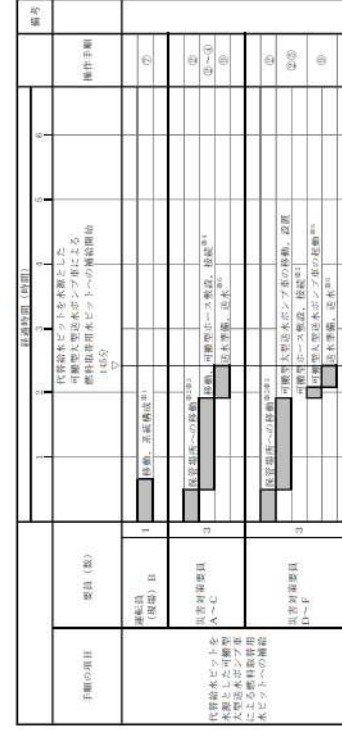 経過時間(時間)
備考
手順の項目
要員(数)
1
2
3
4
5
6
操作手順
代替給水ピットを水源とした
可搬型大型送水ポンプ車による
燃料取替用水ピットへの補給開始
145分
▽
代替給水ピットを
水源とした可搬型
大型送水ポンプ車
による燃料取替用
水ピットへの補給
運転員
(現場) B
1
移動,系統構成※1
⑦
災害対策要員
A~C
3
保管場所への移動※2※3
②
移動,可搬型ホース敷設,接続※4
②~④
送水準備,送水※5
災害対策要員
D~F
3
保管場所への移動※2※3
②
可搬型大型送水ポンプ車の移動,設置
可搬型ホース敷設,接続
可搬型大型送水ポンプ車の起動
送水準備,送水